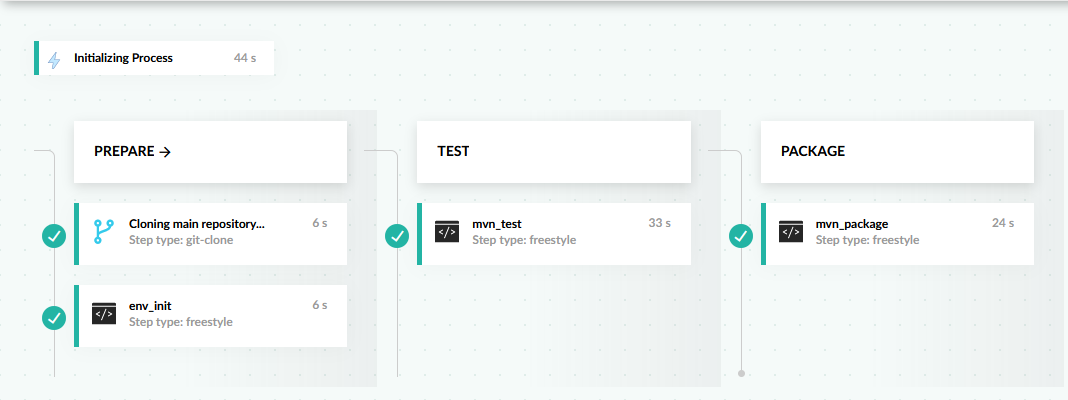 Initializing Process 44 s
PREPARE →
Cloning main repository... 6 s
Step type: git-clone
env_init 6 s
Step type: freestyle
TEST
mvn_test 33 s
Step type: freestyle
PACKAGE
mvn_package 24 s
Step type: freestyle